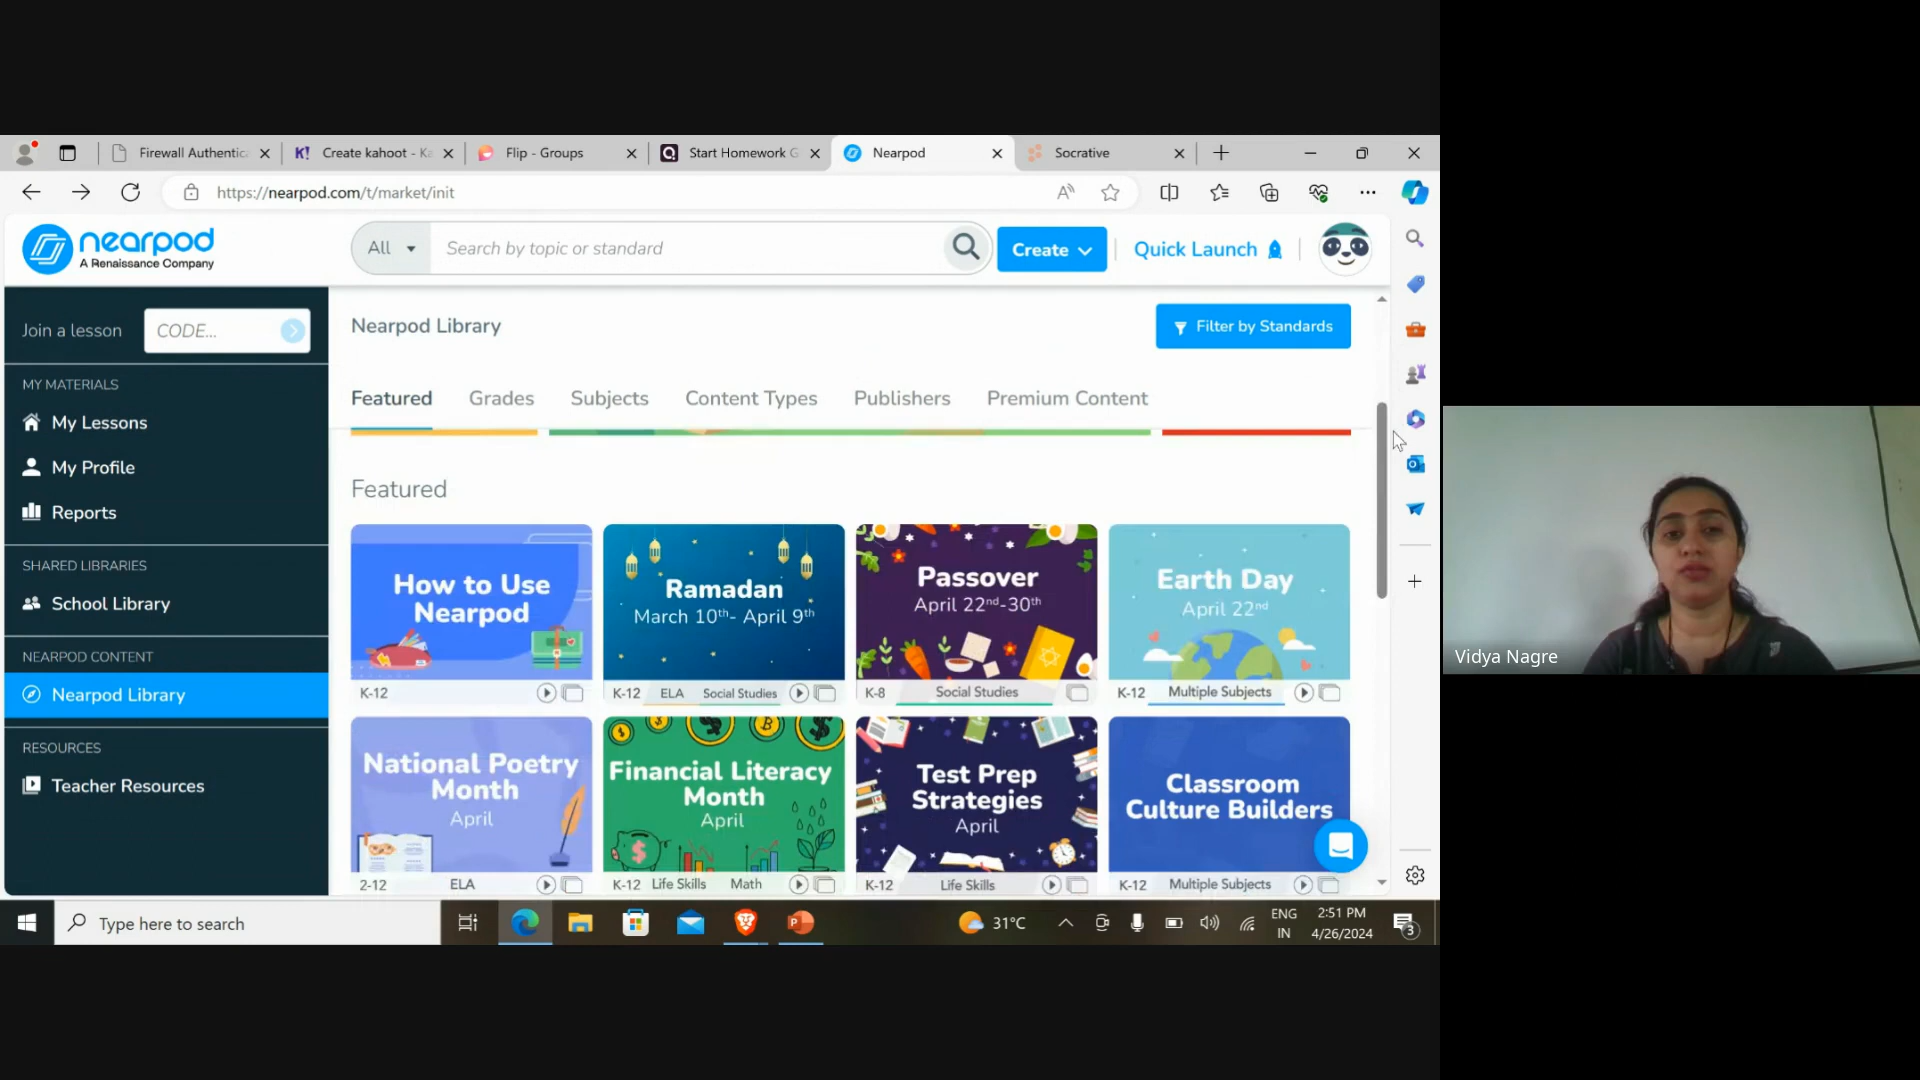 Firewall Authentic
Create kahoot - Ka
Flip - Groups
Start Homework G
Nearpod
Socrative
https://nearpod.com/t/market/init
nearpod
A Renaissance Company
All
Search by topic or standard
Create
Quick Launch
Join a lesson
CODE...
MY MATERIALS
My Lessons
My Profile
Reports
SHARED LIBRARIES
School Library
NEARPOD CONTENT
Nearpod Library
RESOURCES
Teacher Resources
Nearpod Library
Filter by Standards
Featured
Grades
Subjects
Content Types
Publishers
Premium Content
Featured
How to Use
Nearpod
K-12
Ramadan
March 10th- April 9th
K-12 ELA Social Studies
Passover
April 22nd-30th
K-8 Social Studies
Earth Day
April 22nd
K-12 Multiple Subjects
National Poetry
Month
April
2-12 ELA
Financial Literacy
Month
April
K-12 Life Skills Math
Test Prep
Strategies
April
K-12 Life Skills
Classroom
Culture Builders
K-12 Multiple Subjects
Type here to search
31°C
ENG
IN
2:51 PM
4/26/2024
3
Vidya Nagre